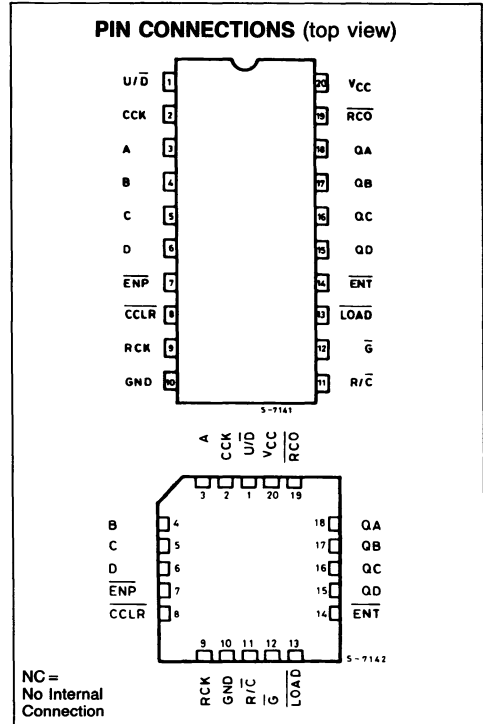 PIN CONNECTIONS (top view)
U/D̅ 1 20 VCC
CCK 2 19 R̅C̅O̅
A 3 18 QA
B 4 17 QB
C 5 16 QC
D 6 15 QD
E̅N̅P̅ 7 14 E̅N̅T̅
C̅C̅L̅R̅ 8 13 L̅O̅A̅D̅
RCK 9 12 G̅
GND 10 11 R/C̅
S-7141
A CCK U̅/D VCC R̅C̅O̅
3 2 1 20 19
B 4 18 QA
C 5 17 QB
D 6 16 QC
E̅N̅P̅ 7 15 QD
C̅C̅L̅R̅ 8 14 E̅N̅T̅
9 10 11 12 13
S-7142
RCK GND R̅/C G̅ L̅O̅A̅D̅
NC =
No Internal
Connection